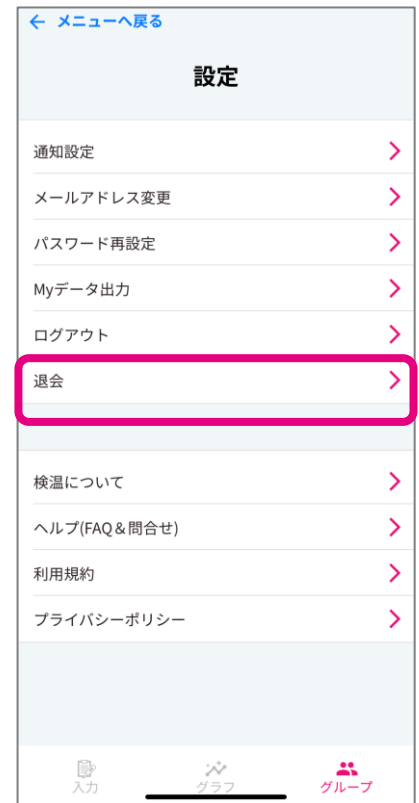 ← メニューへ戻る
設定
通知設定
メールアドレス変更
パスワード再設定
Myデータ出力
ログアウト
退会
検温について
ヘルプ(FAQ＆問合せ)
利用規約
プライバシーポリシー
入力 グラフ グループ